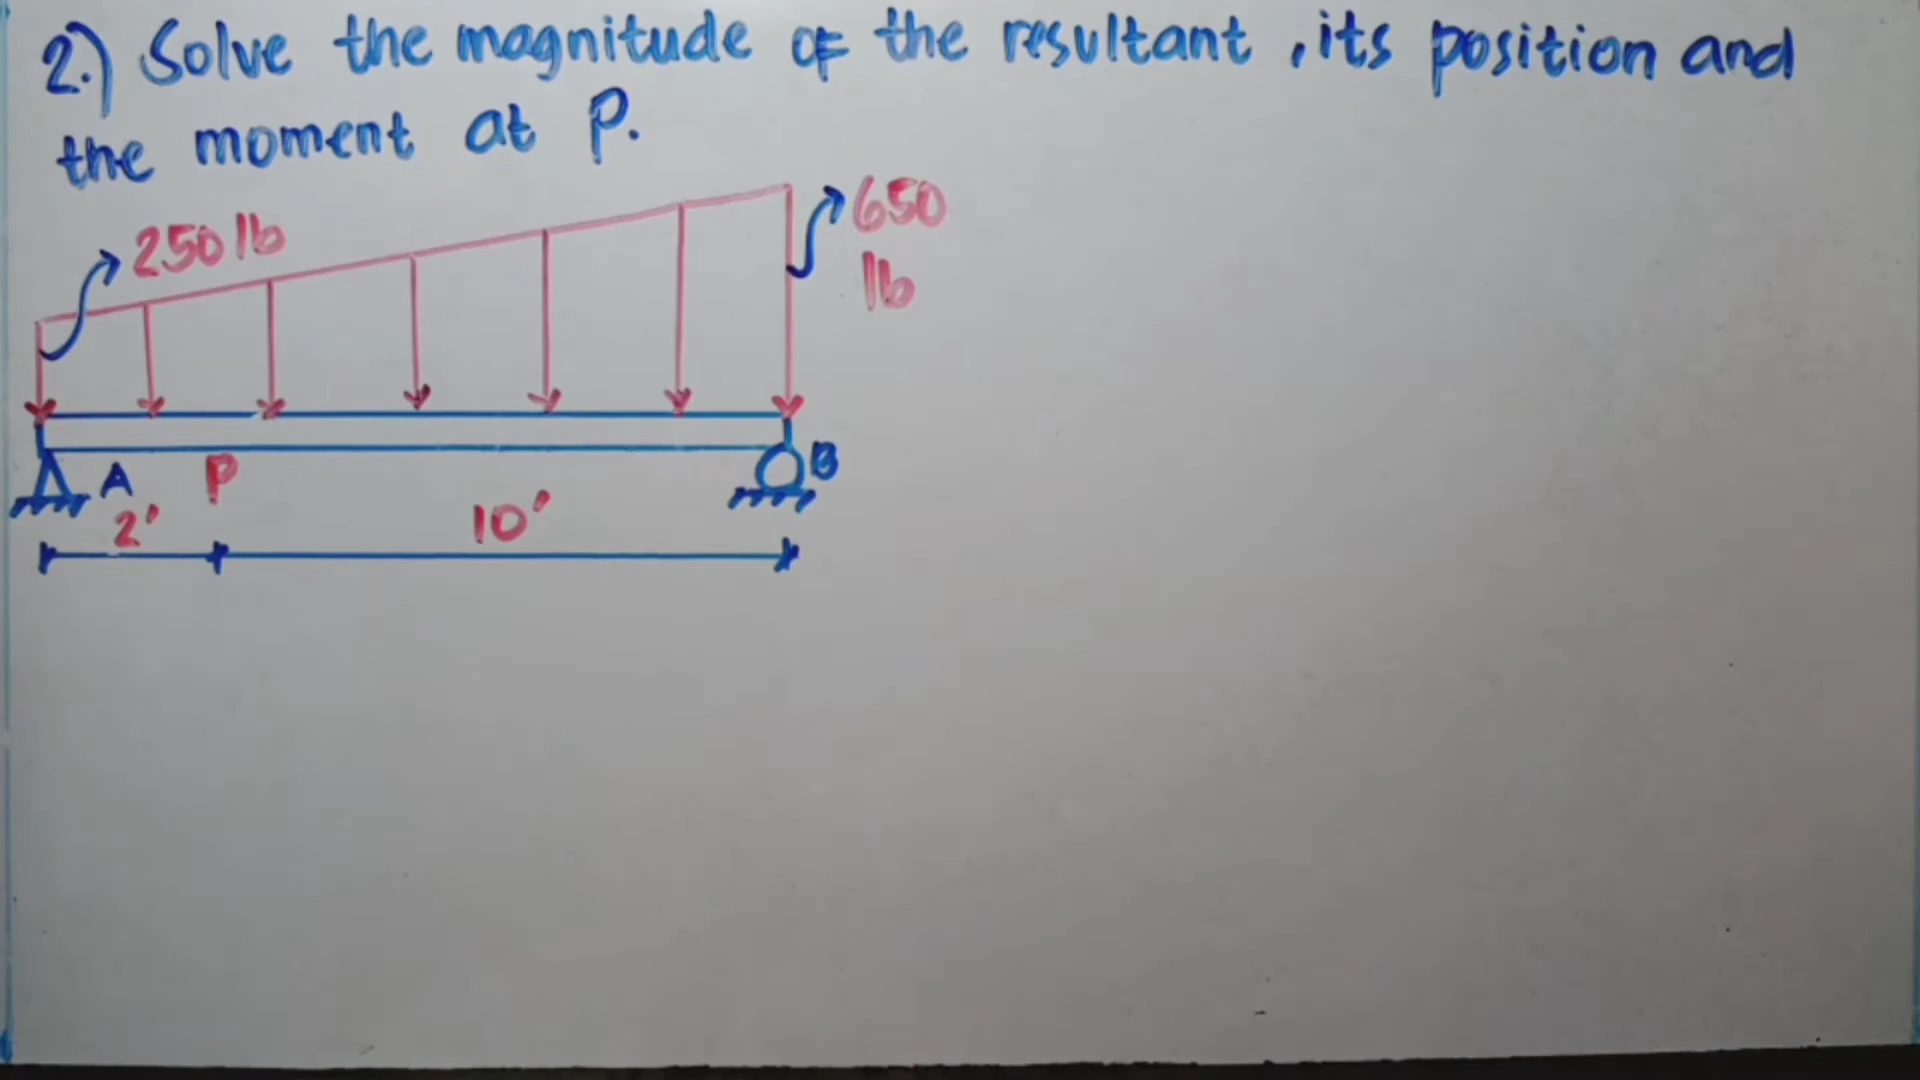 2.) Solve the magnitude of the resultant, its position and
the moment at P.
250 lb
650
lb
A
P
B
2'
10'